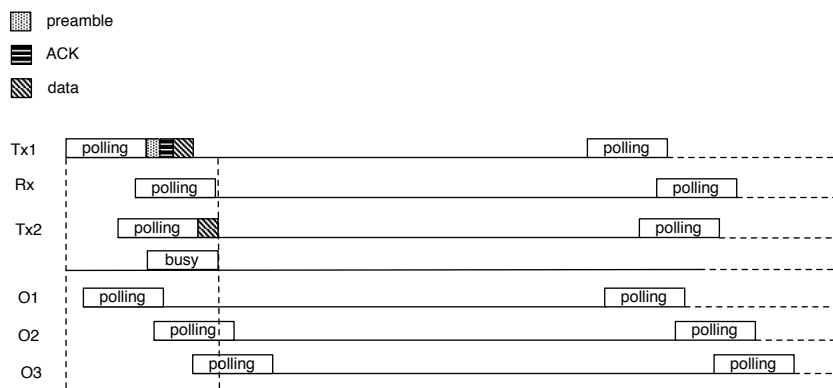 preamble
ACK
data
Tx1 polling polling
Rx polling polling
Tx2 polling polling
busy
O1 polling polling
O2 polling polling
O3 polling polling